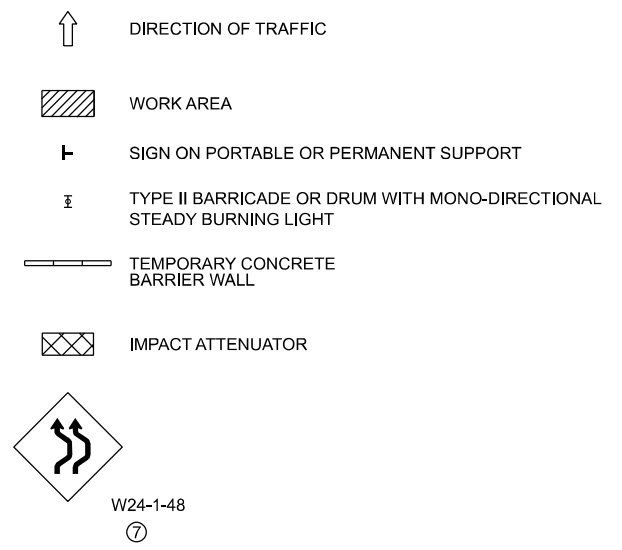 DIRECTION OF TRAFFIC
WORK AREA
SIGN ON PORTABLE OR PERMANENT SUPPORT
TYPE II BARRICADE OR DRUM WITH MONO-DIRECTIONAL
STEADY BURNING LIGHT
TEMPORARY CONCRETE
BARRIER WALL
IMPACT ATTENUATOR
W24-1-48
⑦